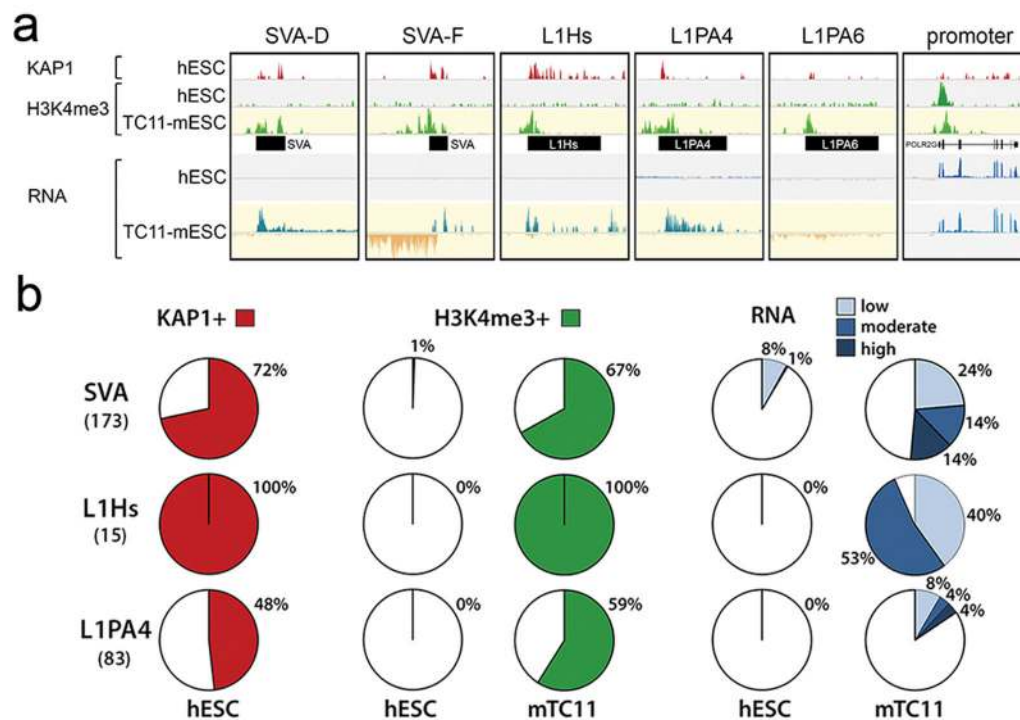 a
SVA-D SVA-F L1Hs L1PA4 L1PA6 promoter
KAP1 hESC
H3K4me3 hESC
TC11-mESC
SVA SVA L1Hs L1PA4 L1PA6 POLR2G
RNA hESC
TC11-mESC
b
KAP1+ H3K4me3+ RNA
low
moderate
high
SVA
(173)
72% 1% 67% 8% 1% 24% 14% 14%
L1Hs
(15)
100% 0% 100% 0% 40% 53%
L1PA4
(83)
48% 0% 59% 0% 8% 4% 4%
hESC hESC mTC11 hESC mTC11